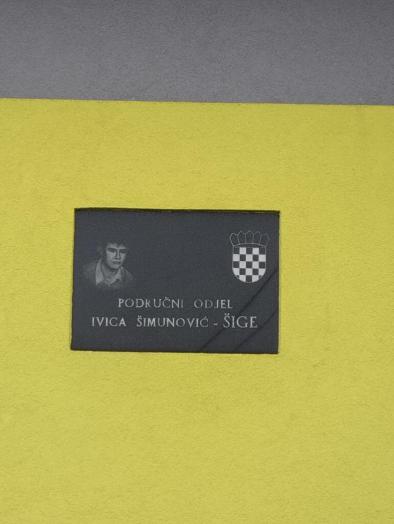 PODRUČNI ODJEL
IVICA ŠIMUNOVIĆ - ŠIGE